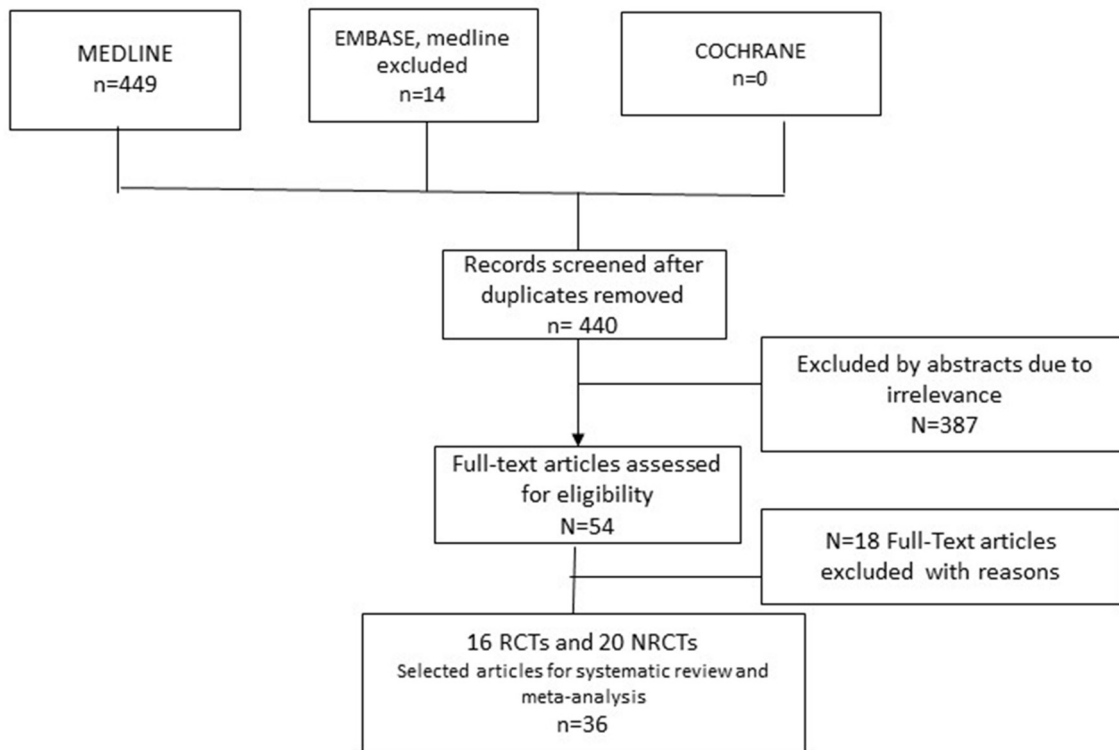 MEDLINE
n=449
EMBASE, medline
excluded
n=14
COCHRANE
n=0
Records screened after
duplicates removed
n= 440
Excluded by abstracts due to
irrelevance
N=387
Full-text articles assessed
for eligibility
N=54
N=18 Full-Text articles
excluded with reasons
16 RCTs and 20 NRCTs
Selected articles for systematic review and
meta-analysis
n=36